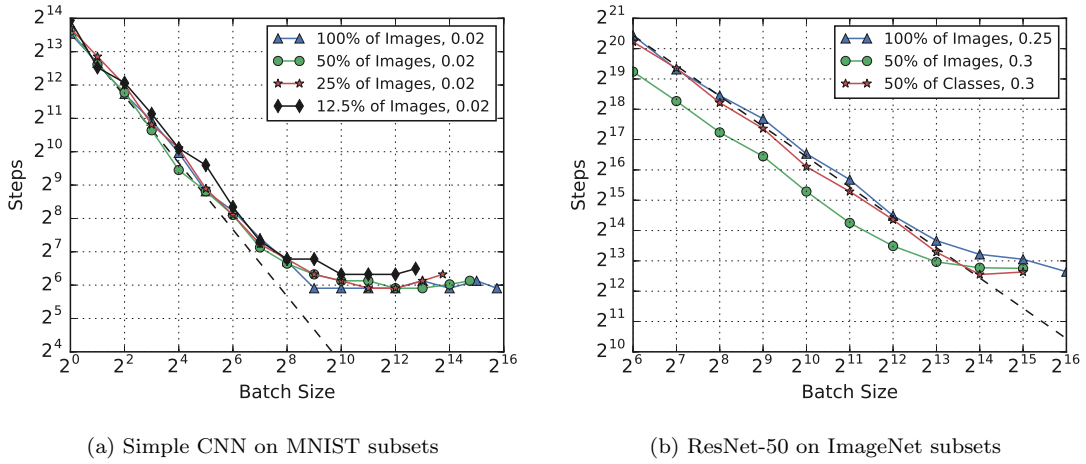 2^14
2^13
2^12
2^11
2^10
2^9
2^8
2^7
2^6
2^5
2^4
Steps
100% of Images, 0.02
50% of Images, 0.02
25% of Images, 0.02
12.5% of Images, 0.02
2^0 2^2 2^4 2^6 2^8 2^10 2^12 2^14 2^16
Batch Size
(a) Simple CNN on MNIST subsets
2^21
2^20
2^19
2^18
2^17
2^16
2^15
2^14
2^13
2^12
2^11
2^10
Steps
100% of Images, 0.25
50% of Images, 0.3
50% of Classes, 0.3
2^6 2^7 2^8 2^9 2^10 2^11 2^12 2^13 2^14 2^15 2^16
Batch Size
(b) ResNet-50 on ImageNet subsets